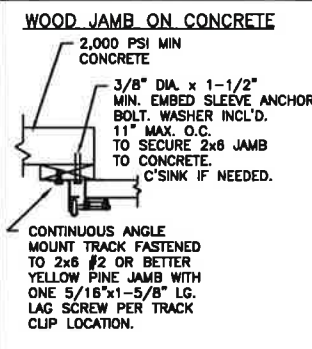 WOOD JAMB ON CONCRETE
2,000 PSI MIN
CONCRETE
3/8" DIA. x 1-1/2"
MIN. EMBED SLEEVE ANCHOR
BOLT. WASHER INCL'D.
11" MAX. O.C.
TO SECURE 2x6 JAMB
TO CONCRETE.
C'SINK IF NEEDED.
CONTINUOUS ANGLE
MOUNT TRACK FASTENED
TO 2x6 #2 OR BETTER
YELLOW PINE JAMB WITH
ONE 5/16"x1-5/8" LG.
LAG SCREW PER TRACK
CLIP LOCATION.